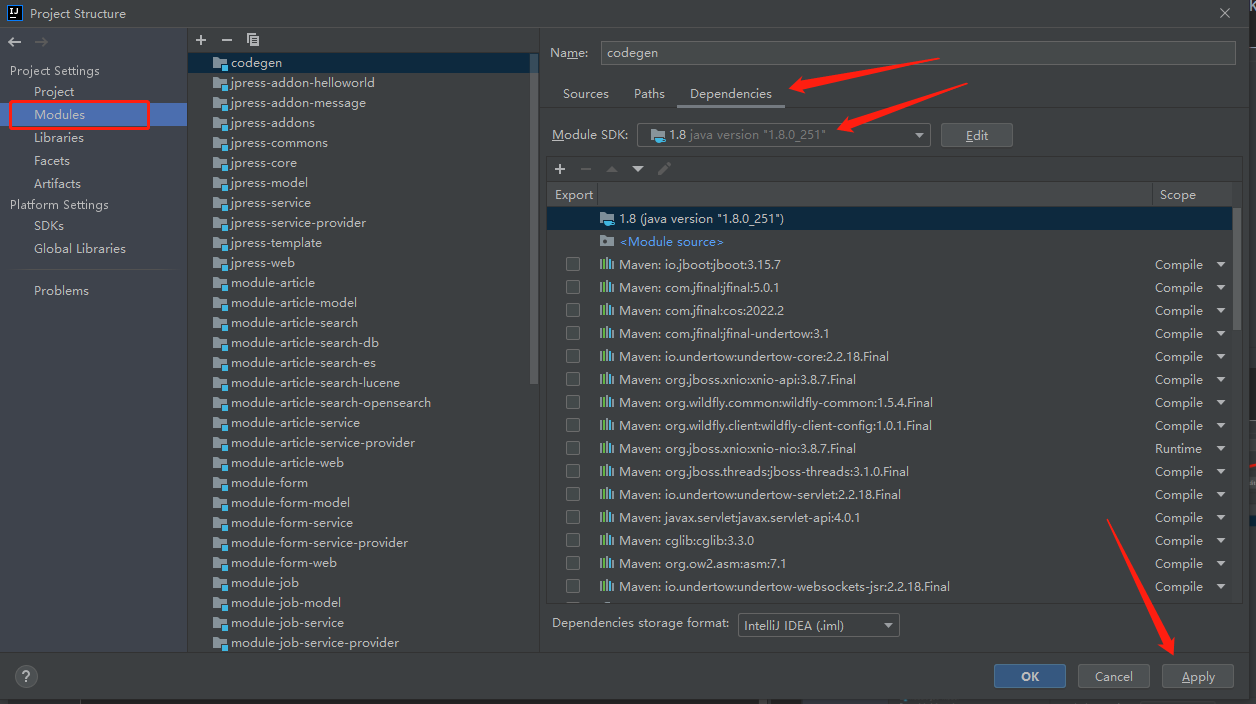 Project Structure
Project Settings
Project
Modules
Libraries
Facets
Artifacts
Platform Settings
SDKs
Global Libraries
Problems
codegen
jpress-addon-helloworld
jpress-addon-message
jpress-addons
jpress-commons
jpress-core
jpress-model
jpress-service
jpress-service-provider
jpress-template
jpress-web
module-article
module-article-model
module-article-search
module-article-search-db
module-article-search-es
module-article-search-lucene
module-article-search-opensearch
module-article-service
module-article-service-provider
module-article-web
module-form
module-form-model
module-form-service
module-form-service-provider
module-form-web
module-job
module-job-model
module-job-service
module-job-service-provider
Name: codegen
Sources Paths Dependencies
Module SDK: 1.8 java version "1.8.0_251" Edit
Export Scope
1.8 (java version "1.8.0_251")
<Module source>
Maven: io.jboot:jboot:3.15.7 Compile
Maven: com.jfinal:jfinal:5.0.1 Compile
Maven: com.jfinal:cos:2022.2 Compile
Maven: com.jfinal:jfinal-undertow:3.1 Compile
Maven: io.undertow:undertow-core:2.2.18.Final Compile
Maven: org.jboss.xnio:xnio-api:3.8.7.Final Compile
Maven: org.wildfly.common:wildfly-common:1.5.4.Final Compile
Maven: org.wildfly.client:wildfly-client-config:1.0.1.Final Compile
Maven: org.jboss.xnio:xnio-nio:3.8.7.Final Runtime
Maven: org.jboss.threads:jboss-threads:3.1.0.Final Compile
Maven: io.undertow:undertow-servlet:2.2.18.Final Compile
Maven: javax.servlet:javax.servlet-api:4.0.1 Compile
Maven: cglib:cglib:3.3.0 Compile
Maven: org.ow2.asm:asm:7.1 Compile
Maven: io.undertow:undertow-websockets-jsr:2.2.18.Final Compile
Dependencies storage format: IntelliJ IDEA (.iml)
? OK Cancel Apply